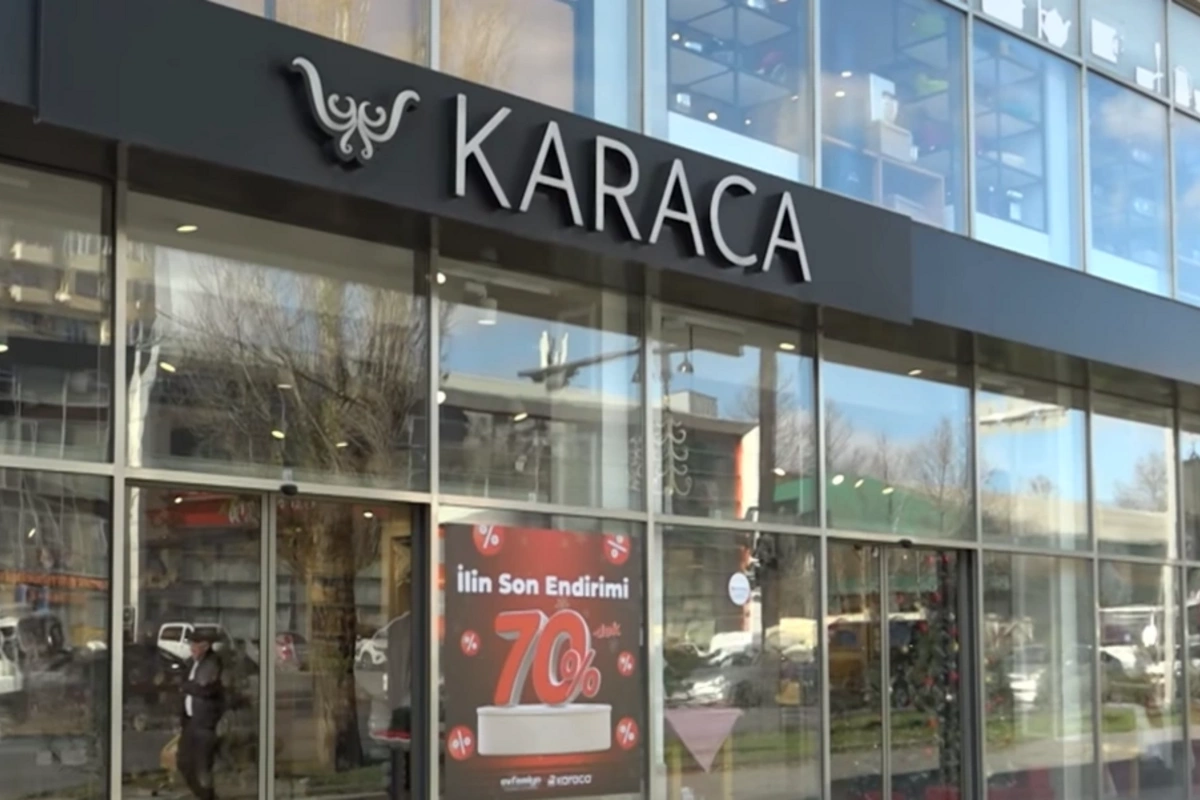 KARACA
İlin Son Endirimi
70%
karaca